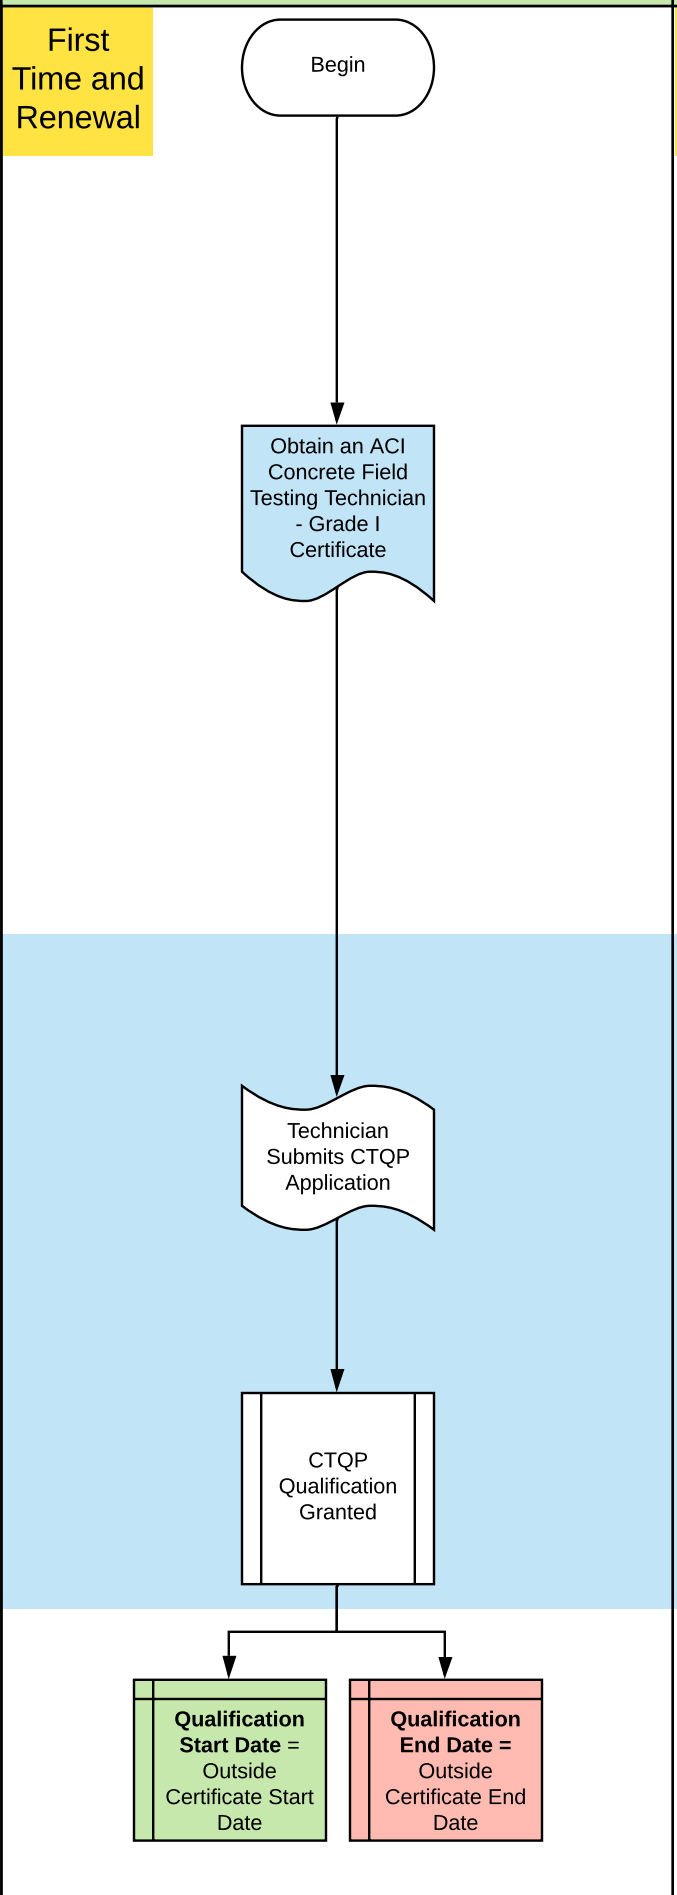 First
Time and
Renewal
Begin
Obtain an ACI
Concrete Field
Testing Technician
- Grade I
Certificate
Technician
Submits CTQP
Application
CTQP
Qualification
Granted
Qualification
Start Date =
Outside
Certificate Start
Date
Qualification
End Date =
Outside
Certificate End
Date